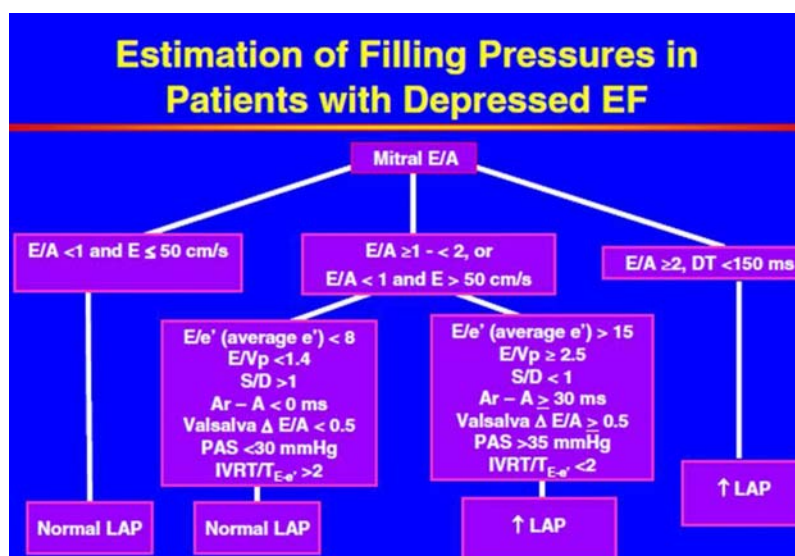 Estimation of Filling Pressures in
Patients with Depressed EF
Mitral E/A
E/A <1 and E ≤ 50 cm/s
E/A ≥1 - < 2, or
E/A < 1 and E > 50 cm/s
E/A ≥2, DT <150 ms
E/e' (average e') < 8
E/Vp <1.4
S/D >1
Ar – A < 0 ms
Valsalva Δ E/A < 0.5
PAS <30 mmHg
IVRT/TE-e' >2
E/e' (average e') > 15
E/Vp ≥ 2.5
S/D < 1
Ar – A ≥ 30 ms
Valsalva Δ E/A ≥ 0.5
PAS >35 mmHg
IVRT/TE-e' <2
Normal LAP
Normal LAP
↑ LAP
↑ LAP